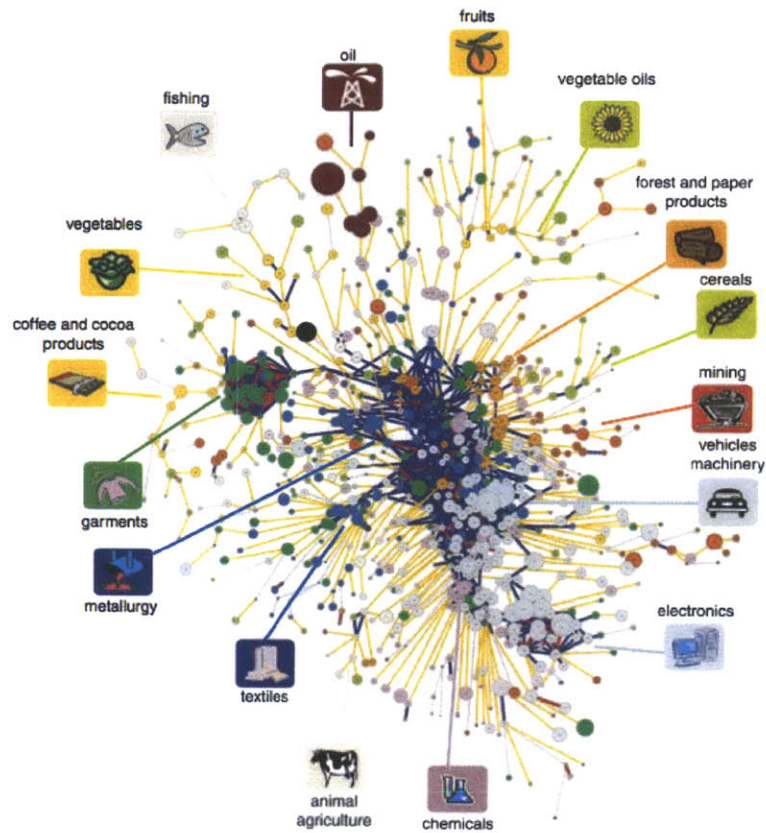 fruits
oil
vegetable oils
fishing
forest and paper
products
vegetables
cereals
coffee and cocoa
products
mining
vehicles
machinery
garments
metallurgy
electronics
textiles
animal
agriculture
chemicals